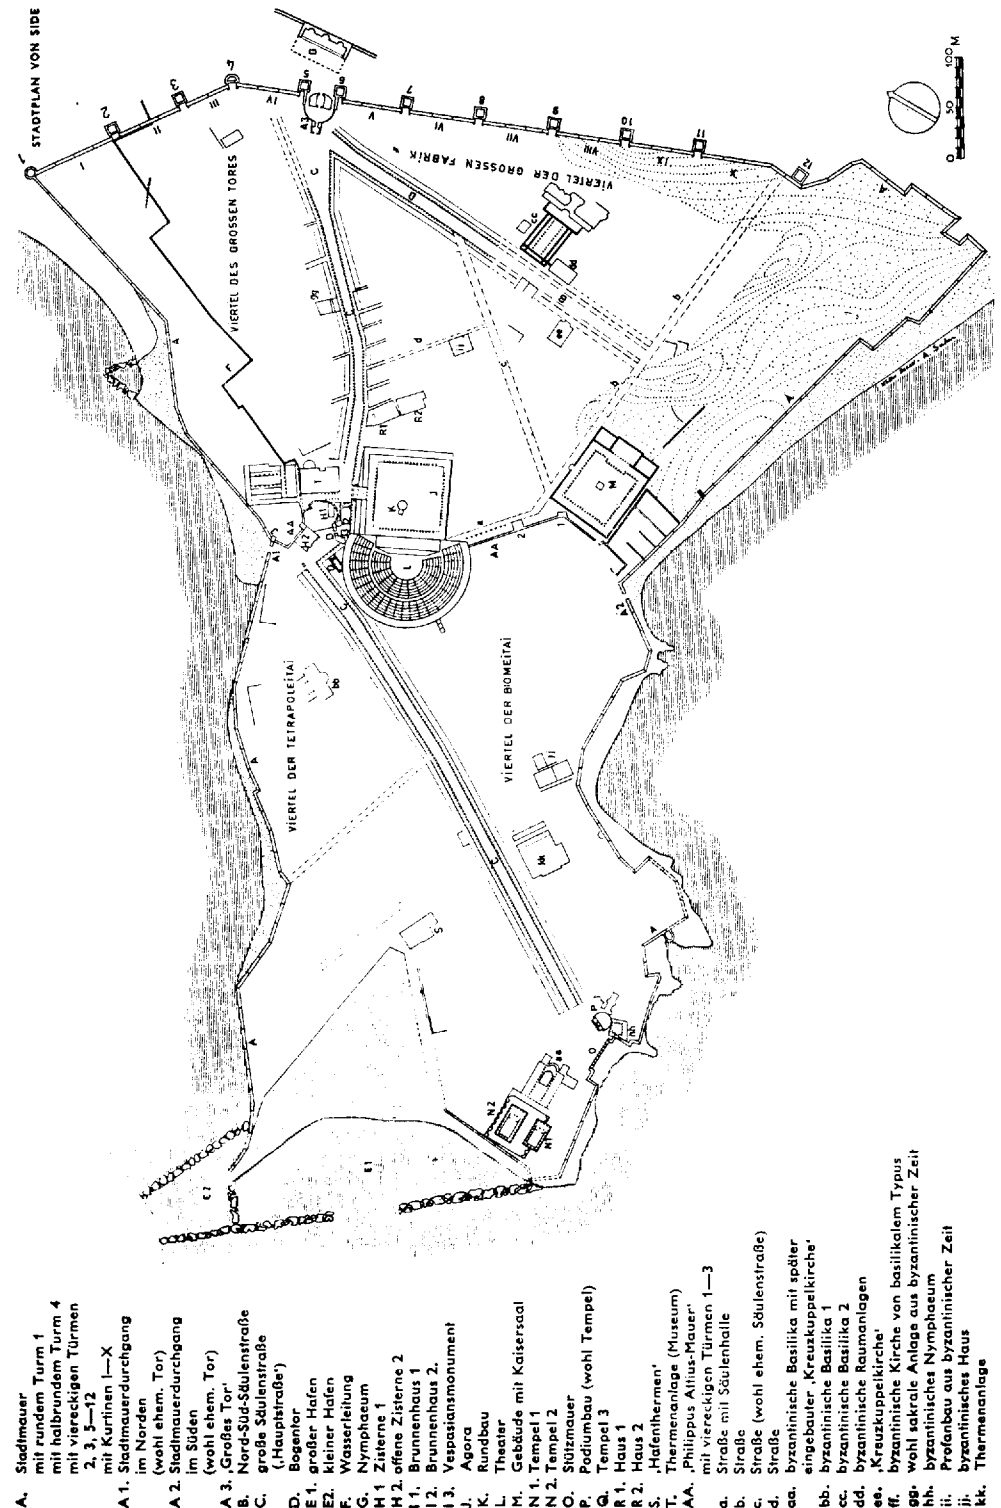 STADTPLAN VON SIDE
VIERTEL DES GROSSEN TORES
VIERTEL DER GROSSEN FABRIK
VIERTEL DER TETRAPOLEITAI
VIERTEL DER BIOMEITAI
0 50 100 M
A. Stadtmauer
mit rundem Turm 1
mit halbrundem Turm 4
mit viereckigen Türmen
2, 3, 5—12
mit Kurtinen I—X
A 1. Stadtmauerdurchgang
im Norden
(wohl ehem. Tor)
A 2. Stadtmauerdurchgang
im Süden
(wohl ehem. Tor)
A 3. ‚Großes Tor‘
B. Nord-Süd-Säulenstraße
C. große Säulenstraße
(‚Hauptstraße‘)
D. Bogentor
E 1. großer Hafen
E2. kleiner Hafen
F. Wasserleitung
G. Nymphaeum
H 1 Zisterne 1
H 2. offene Zisterne 2
I 1. Brunnenhaus 1
I 2. Brunnenhaus 2.
I 3. Vespasiansmonument
J. Agora
K. Rundbau
L. Theater
M. Gebäude mit Kaisersaal
N 1. Tempel 1
N 2. Tempel 2
O. Stützmauer
P. Podiumbau (wohl Tempel)
Q. Tempel 3
R 1. Haus 1
R 2. Haus 2
S. ‚Hafenthermen‘
T. Thermenanlage (Museum)
AA. ‚Philippus Attius-Mauer‘
mit viereckigen Türmen 1—3
a. Straße mit Säulenhalle
b. Straße
c. Straße (wohl ehem. Säulenstraße)
d. Straße
aa. byzantinische Basilika mit später
eingebauter ‚Kreuzkuppelkirche‘
bb. byzantinische Basilika 1
cc. byzantinische Basilika 2
dd. byzantinische Raumanlagen
ee. ‚Kreuzkuppelkirche‘
ff. byzantinische Kirche von basilikalem Typus
gg. wohl sakrale Anlage aus byzantinischer Zeit
hh. byzantinisches Nymphaeum
ii. Profanbau aus byzantinischer Zeit
jj. byzantinisches Haus
kk. Thermenanlage